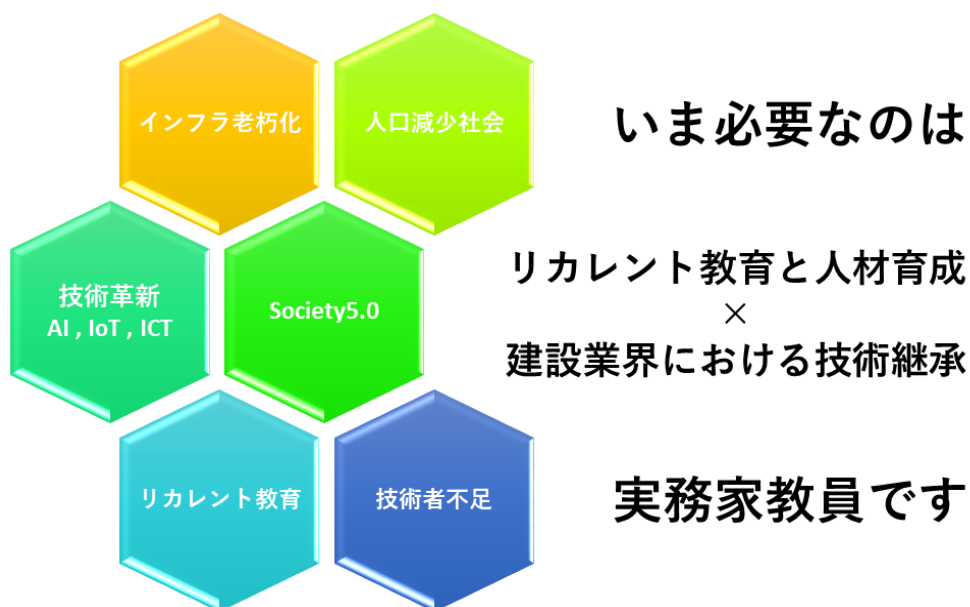 インフラ老朽化
人口減少社会
いま必要なのは
技術革新
AI , IoT , ICT
Society5.0
リカレント教育と人材育成
×
建設業界における技術継承
リカレント教育
技術者不足
実務家教員です